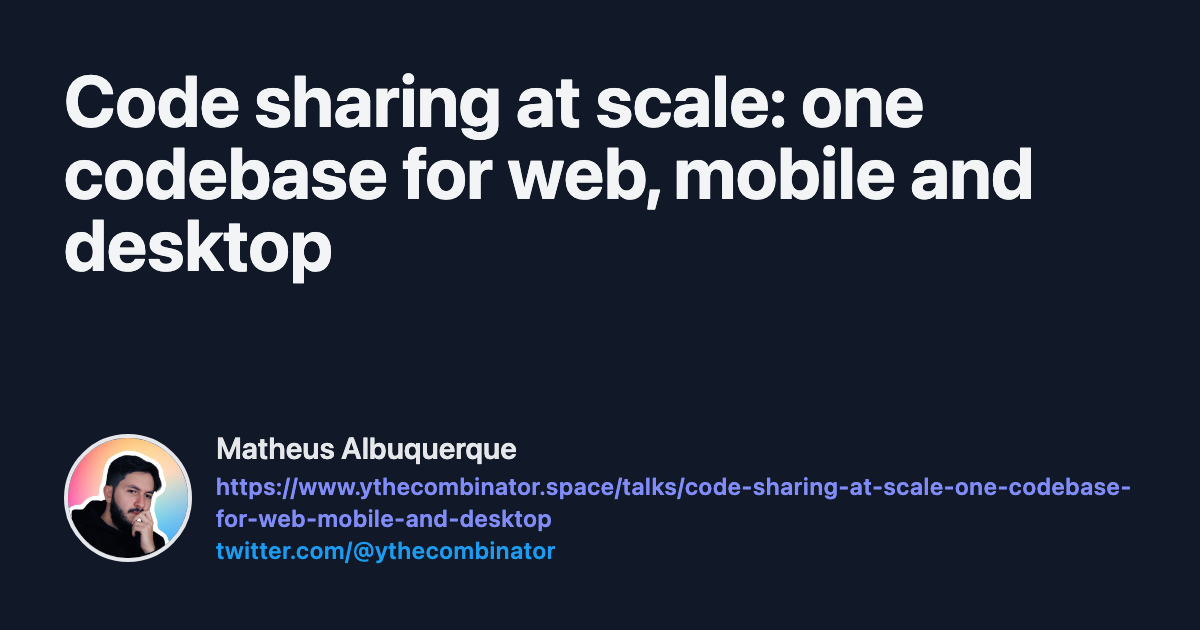 Code sharing at scale: one
codebase for web, mobile and
desktop
Matheus Albuquerque
https://www.ythecombinator.space/talks/code-sharing-at-scale-one-codebase-
for-web-mobile-and-desktop
twitter.com/@ythecombinator